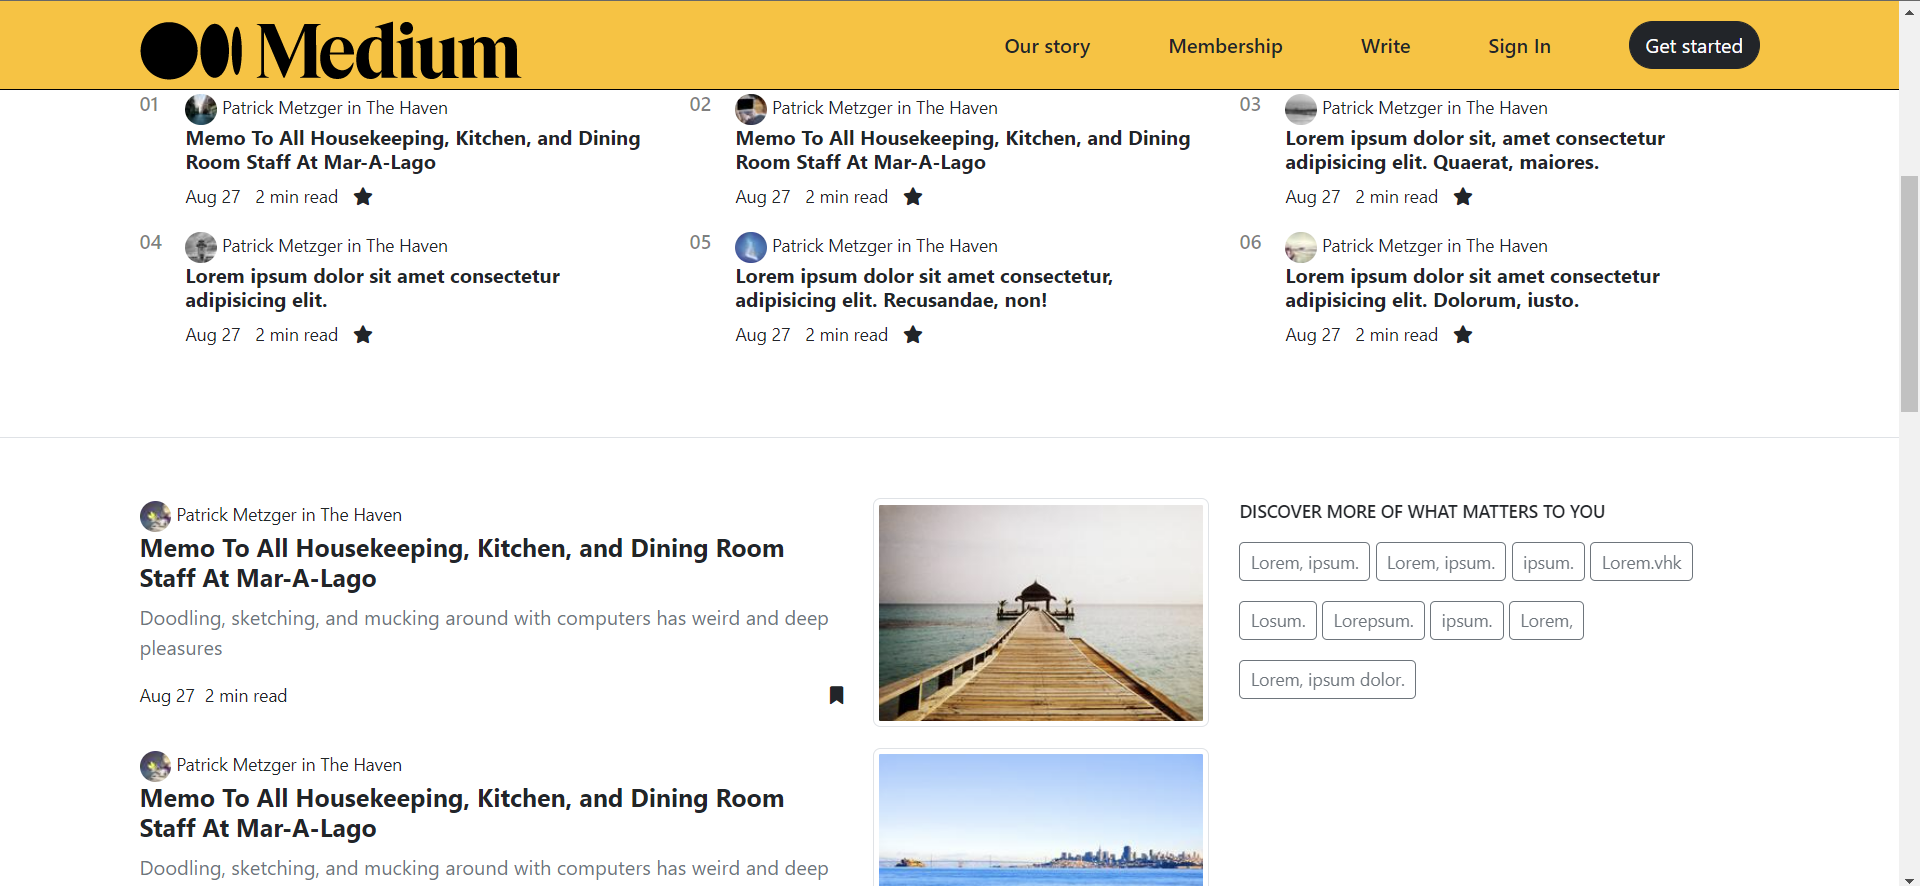 Medium
Our story
Membership
Write
Sign In
Get started
01
Patrick Metzger in The Haven
Memo To All Housekeeping, Kitchen, and Dining
Room Staff At Mar-A-Lago
Aug 27 2 min read
02
Patrick Metzger in The Haven
Memo To All Housekeeping, Kitchen, and Dining
Room Staff At Mar-A-Lago
Aug 27 2 min read
03
Patrick Metzger in The Haven
Lorem ipsum dolor sit, amet consectetur
adipisicing elit. Quaerat, maiores.
Aug 27 2 min read
04
Patrick Metzger in The Haven
Lorem ipsum dolor sit amet consectetur
adipisicing elit.
Aug 27 2 min read
05
Patrick Metzger in The Haven
Lorem ipsum dolor sit amet consectetur,
adipisicing elit. Recusandae, non!
Aug 27 2 min read
06
Patrick Metzger in The Haven
Lorem ipsum dolor sit amet consectetur
adipisicing elit. Dolorum, iusto.
Aug 27 2 min read
Patrick Metzger in The Haven
Memo To All Housekeeping, Kitchen, and Dining Room
Staff At Mar-A-Lago
Doodling, sketching, and mucking around with computers has weird and deep
pleasures
Aug 27 2 min read
Patrick Metzger in The Haven
Memo To All Housekeeping, Kitchen, and Dining Room
Staff At Mar-A-Lago
Doodling, sketching, and mucking around with computers has weird and deep
DISCOVER MORE OF WHAT MATTERS TO YOU
Lorem, ipsum.
Lorem, ipsum.
ipsum.
Lorem.vhk
Losum.
Lorepsum.
ipsum.
Lorem,
Lorem, ipsum dolor.